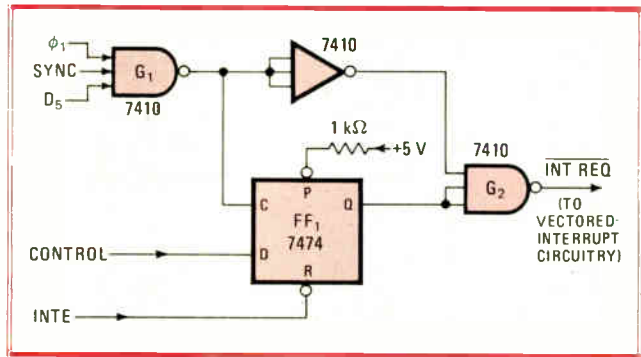 ϕ1
SYNC
D5
G1
7410
7410
1 kΩ
+5 V
P
C
Q
FF1
7474
D
R
CONTROL
INTE
7410
G2
INT REQ
(TO
VECTORED-
INTERRUPT
CIRCUITRY)